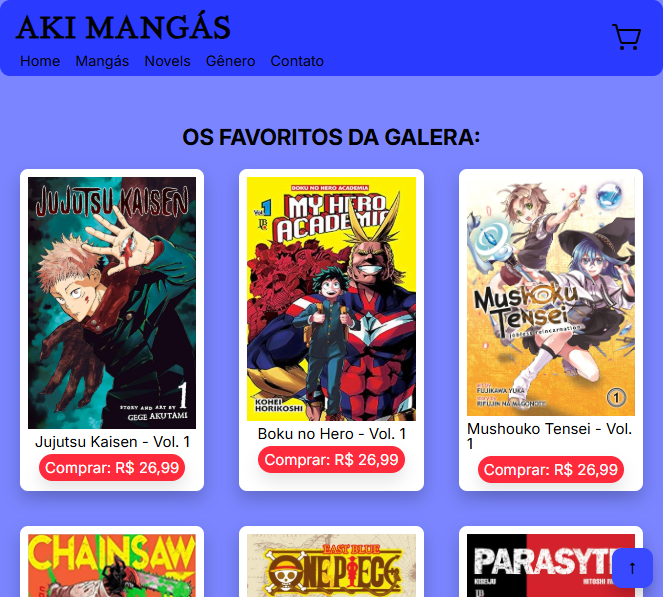 AKI MANGÁS
Home Mangás Novels Gênero Contato
OS FAVORITOS DA GALERA:
JUJUTSU KAISEN
1
STORY AND ART BY
GEGE AKUTAMI
Jujutsu Kaisen - Vol. 1
Comprar: R$ 26,99
BOKU NO HERO ACADEMIA
Vol.1
MY HERO
ACADEMIA
KOHEI
HORIKOSHI
Boku no Hero - Vol. 1
Comprar: R$ 26,99
Mushoku
Tensei
jobless reincarnation
FUJIKAWA YUKA
RIFUJIN NA MAGONOTE
1
Mushouko Tensei - Vol.
1
Comprar: R$ 26,99
CHAINSAW
EAST BLUE
ONE PIECE
PARASYTE
KISEIJU
↑